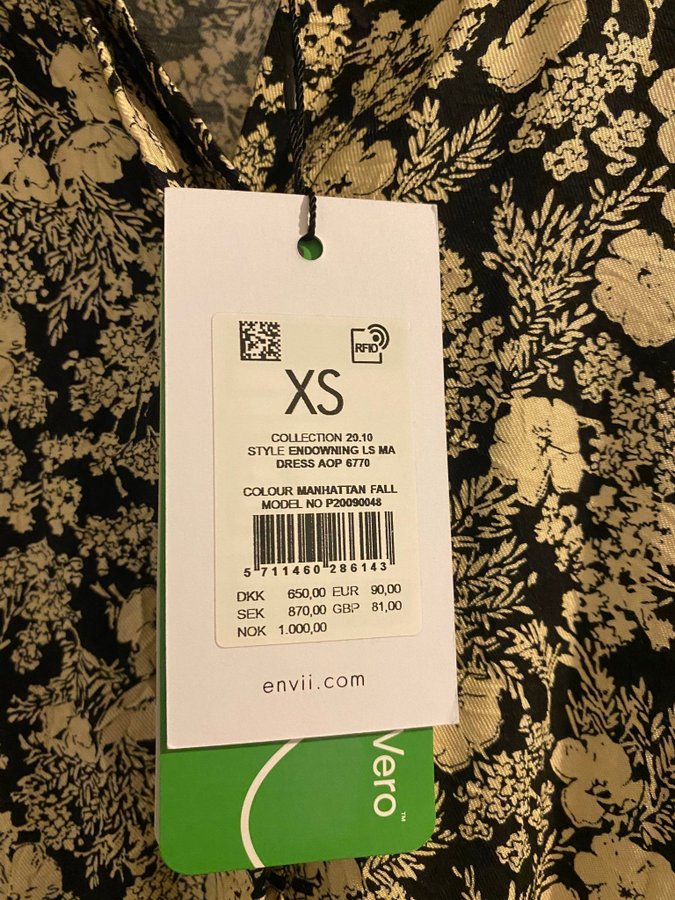 RFID
XS
COLLECTION 29.10
STYLE ENDOWNING LS MA
DRESS AOP 6770
COLOUR MANHATTAN FALL
MODEL NO P20090048
5 711460 286143
DKK 650,00 EUR 90,00
SEK 870,00 GBP 81,00
NOK 1.000,00
envii.com
Vero™